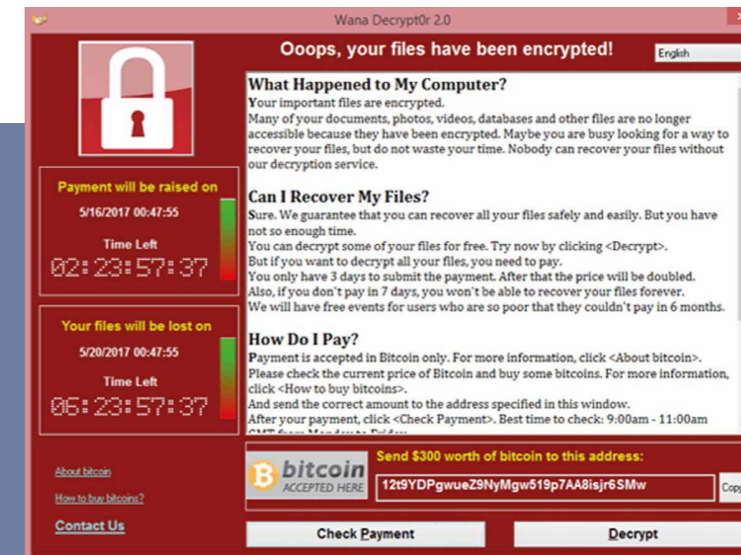 Wana Decrypt0r 2.0
Ooops, your files have been encrypted!
English
What Happened to My Computer?
Your important files are encrypted.
Many of your documents, photos, videos, databases and other files are no longer
accessible because they have been encrypted. Maybe you are busy looking for a way to
recover your files, but do not waste your time. Nobody can recover your files without
our decryption service.
Can I Recover My Files?
Sure. We guarantee that you can recover all your files safely and easily. But you have
not so enough time.
You can decrypt some of your files for free. Try now by clicking <Decrypt>.
But if you want to decrypt all your files, you need to pay.
You only have 3 days to submit the payment. After that the price will be doubled.
Also, if you don't pay in 7 days, you won't be able to recover your files forever.
We will have free events for users who are so poor that they couldn't pay in 6 months.
How Do I Pay?
Payment is accepted in Bitcoin only. For more information, click <About bitcoin>.
Please check the current price of Bitcoin and buy some bitcoins. For more information,
click <How to buy bitcoins>.
And send the correct amount to the address specified in this window.
After your payment, click <Check Payment>. Best time to check: 9:00am - 11:00am
GMT from Monday to Friday.
Payment will be raised on
5/16/2017 00:47:55
Time Left
02:23:57:37
Your files will be lost on
5/20/2017 00:47:55
Time Left
06:23:57:37
About bitcoin
How to buy bitcoins?
Contact Us
bitcoin
ACCEPTED HERE
Send $300 worth of bitcoin to this address:
12t9YDPgwueZ9NyMgw519p7AA8isjr6SMw
Copy
Check Payment
Decrypt